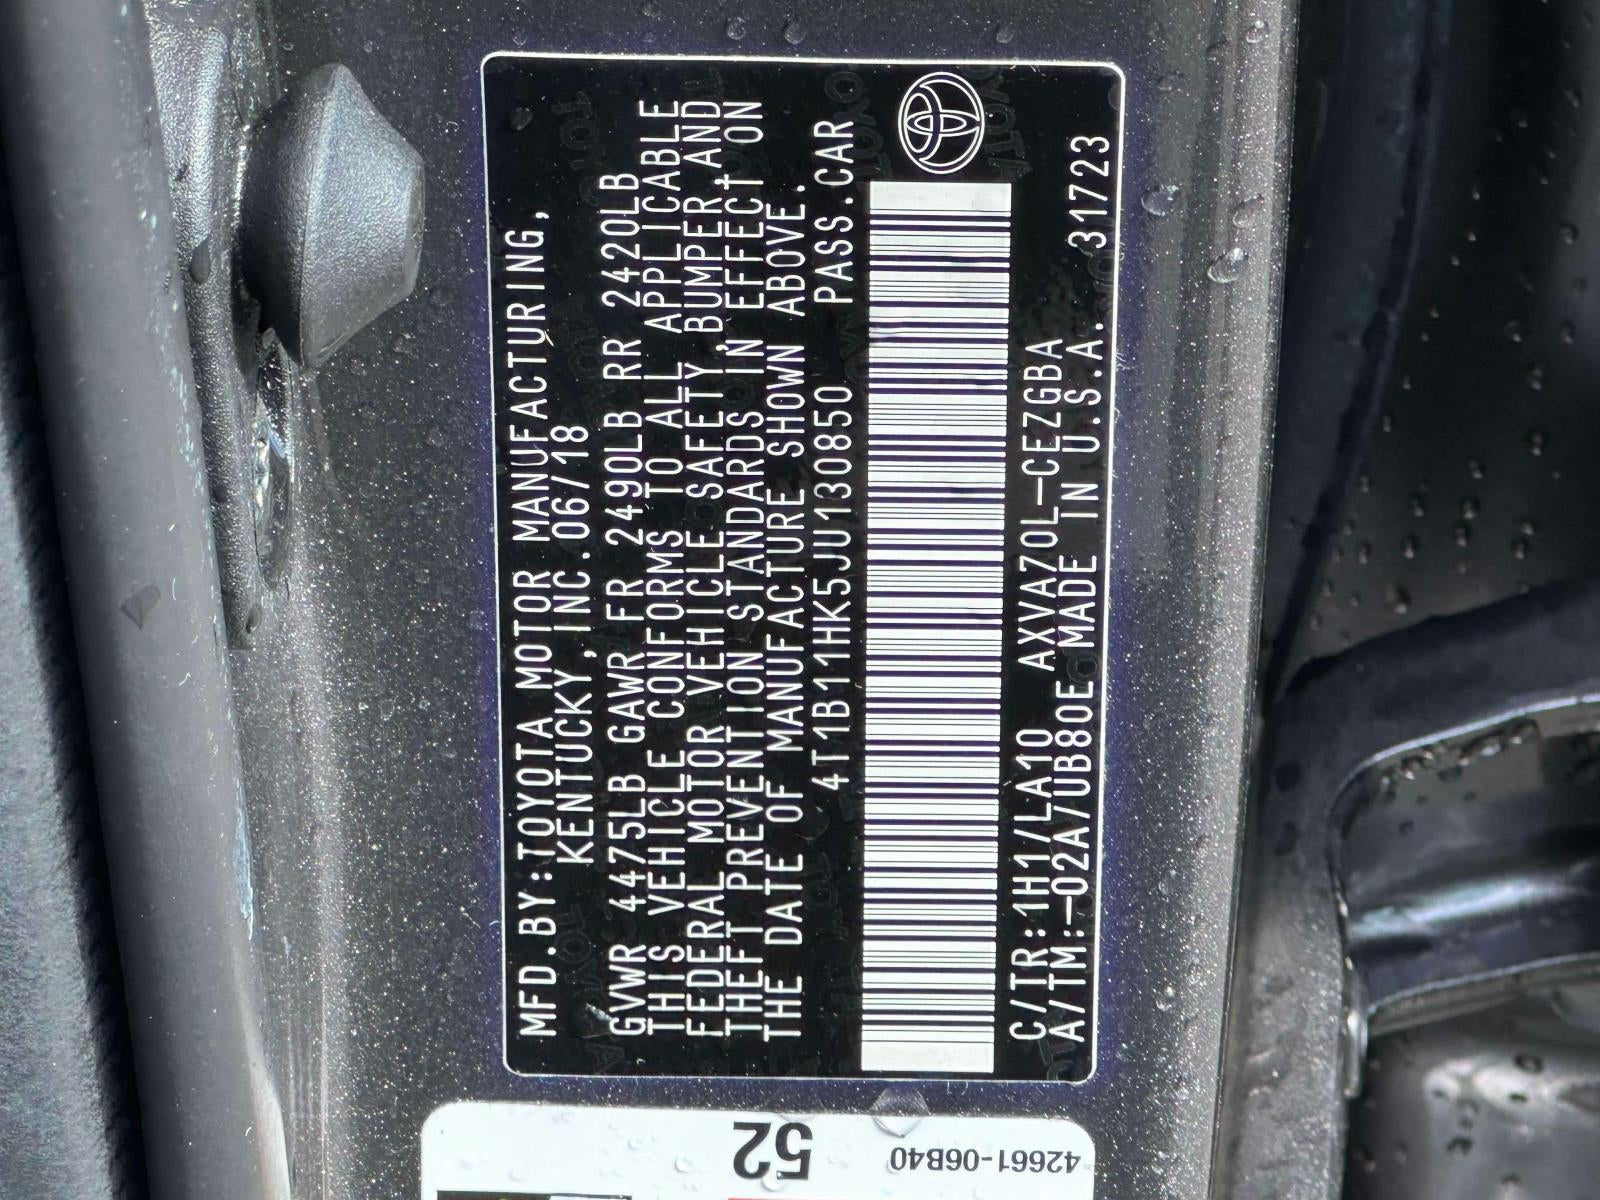 MFD.BY:TOYOTA MOTOR MANUFACTURING,
KENTUCKY,INC.06/18
GVWR 4475LB GAWR FR 2490LB RR 2420LB
THIS VEHICLE CONFORMS TO ALL APPLICABLE
FEDERAL MOTOR VEHICLE SAFETY,BUMPER,AND
THEFT PREVENTION STANDARDS IN EFFECT ON
THE DATE OF MANUFACTURE SHOWN ABOVE.
4T1B11HK5JU130850 PASS.CAR
C/TR:1H1/LA10 AXVA70L-CEZGBA
A/TM:-02A/UB80E MADE IN U.S.A. 31723
52
42661-06B40